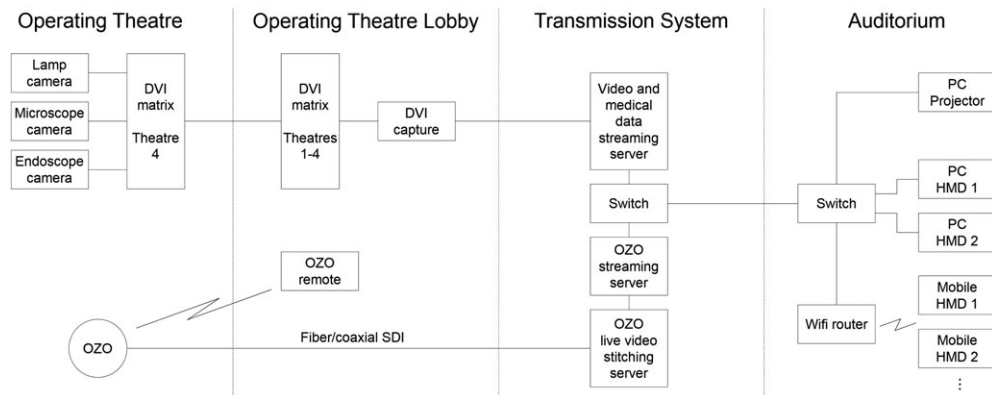 Operating Theatre
Operating Theatre Lobby
Transmission System
Auditorium
Lamp
camera
Microscope
camera
Endoscope
camera
DVI
matrix
Theatre
4
DVI
matrix
Theatres
1-4
DVI
capture
Video and
medical
data
streaming
server
Switch
OZO
streaming
server
OZO
live video
stitching
server
OZO
remote
OZO
Fiber/coaxial SDI
PC
Projector
PC
HMD 1
PC
HMD 2
Switch
Wifi router
Mobile
HMD 1
Mobile
HMD 2
⋮